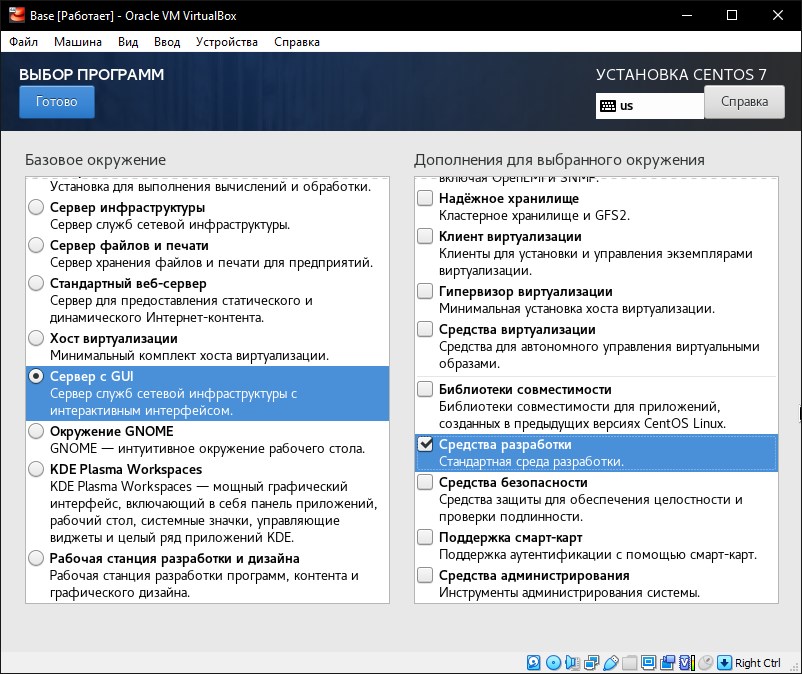 Base [Работает] - Oracle VM VirtualBox
Файл Машина Вид Ввод Устройства Справка
ВЫБОР ПРОГРАММ
Готово
УСТАНОВКА CENTOS 7
us
Справка
Базовое окружение
Установка для выполнения вычислений и обработки.
Сервер инфраструктуры
Сервер служб сетевой инфраструктуры.
Сервер файлов и печати
Сервер хранения файлов и печати для предприятий.
Стандартный веб-сервер
Сервер для предоставления статического и
динамического Интернет-контента.
Хост виртуализации
Минимальный комплект хоста виртуализации.
Сервер с GUI
Сервер служб сетевой инфраструктуры с
интерактивным интерфейсом.
Окружение GNOME
GNOME — интуитивное окружение рабочего стола.
KDE Plasma Workspaces
KDE Plasma Workspaces — мощный графический
интерфейс, включающий в себя панель приложений,
рабочий стол, системные значки, управляющие
виджеты и целый ряд приложений KDE.
Рабочая станция разработки и дизайна
Рабочая станция разработки программ, контента и
графического дизайна.
Дополнения для выбранного окружения
включая OpenLMI и SNMP.
Надёжное хранилище
Кластерное хранилище и GFS2.
Клиент виртуализации
Клиенты для установки и управления экземплярами
виртуализации.
Гипервизор виртуализации
Минимальная установка хоста виртуализации.
Средства виртуализации
Средства для автономного управления виртуальными
образами.
Библиотеки совместимости
Библиотеки совместимости для приложений,
созданных в предыдущих версиях CentOS Linux.
Средства разработки
Стандартная среда разработки.
Средства безопасности
Средства защиты для обеспечения целостности и
проверки подлинности.
Поддержка смарт-карт
Поддержка аутентификации с помощью смарт-карт.
Средства администрирования
Инструменты администрирования системы.
Right Ctrl